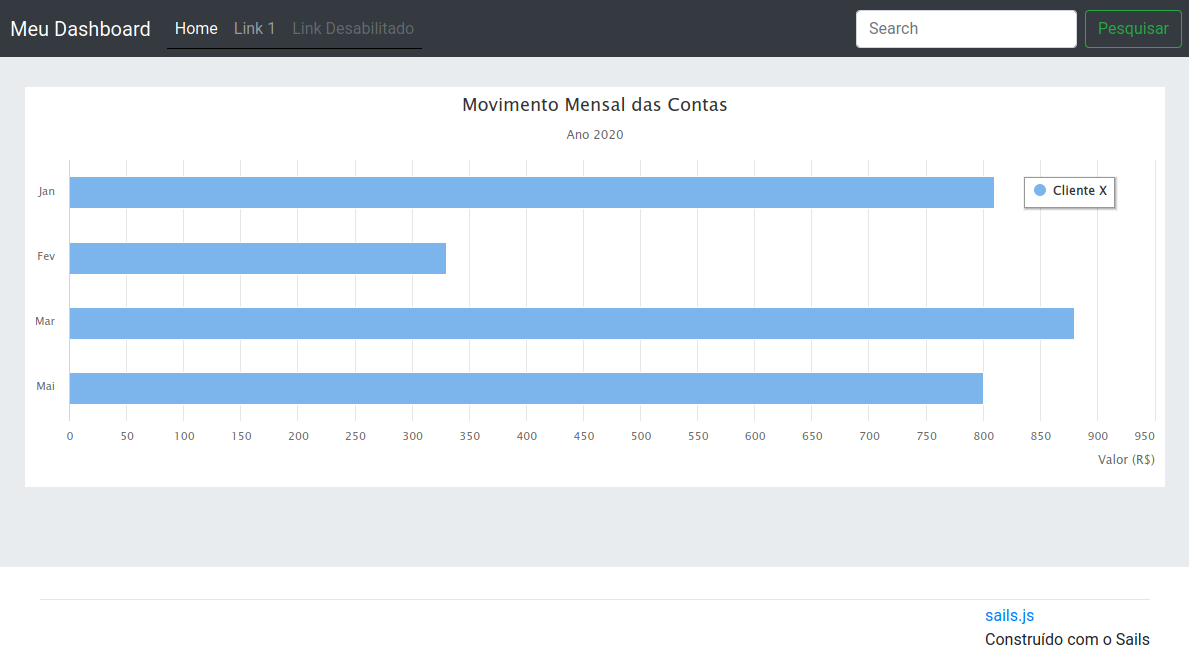 Meu Dashboard Home Link 1 Link Desabilitado Search Pesquisar
Movimento Mensal das Contas
Ano 2020
Jan
Cliente X
Fev
Mar
Mai
0 50 100 150 200 250 300 350 400 450 500 550 600 650 700 750 800 850 900 950
Valor (R$)
sails.js
Construído com o Sails